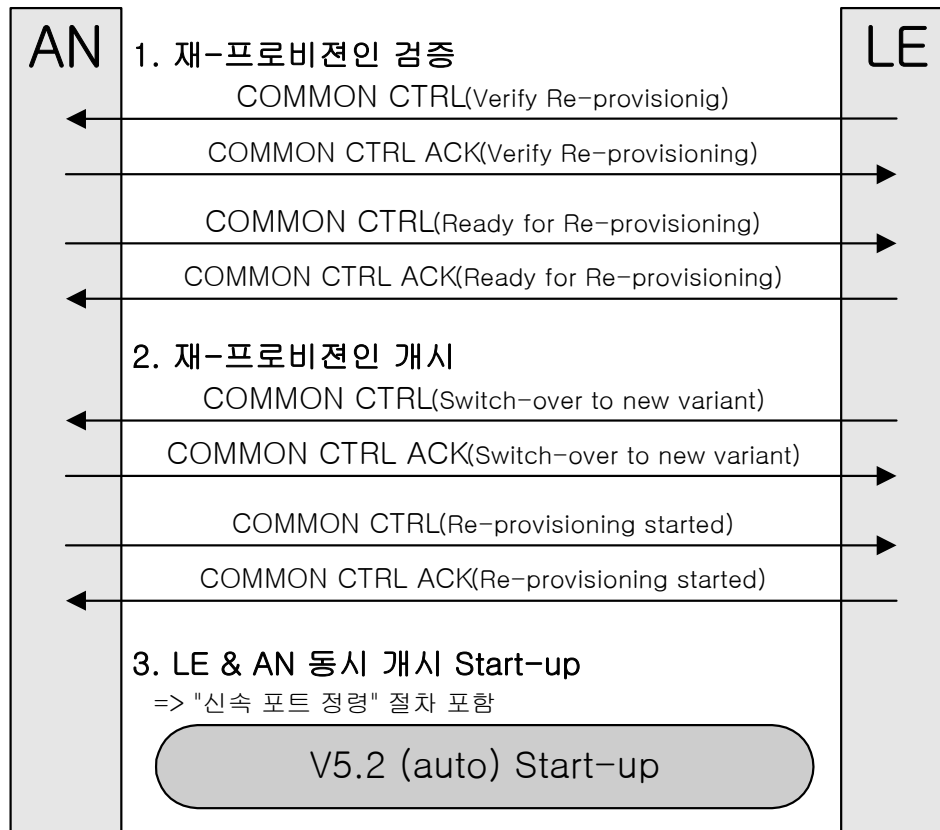 AN
LE
1. 재-프로비젼인 검증
COMMON CTRL(Verify Re-provisionig)
COMMON CTRL ACK(Verify Re-provisioning)
COMMON CTRL(Ready for Re-provisioning)
COMMON CTRL ACK(Ready for Re-provisioning)
2. 재-프로비젼인 개시
COMMON CTRL(Switch-over to new variant)
COMMON CTRL ACK(Switch-over to new variant)
COMMON CTRL(Re-provisioning started)
COMMON CTRL ACK(Re-provisioning started)
3. LE & AN 동시 개시 Start-up
=> "신속 포트 정령" 절차 포함
V5.2 (auto) Start-up